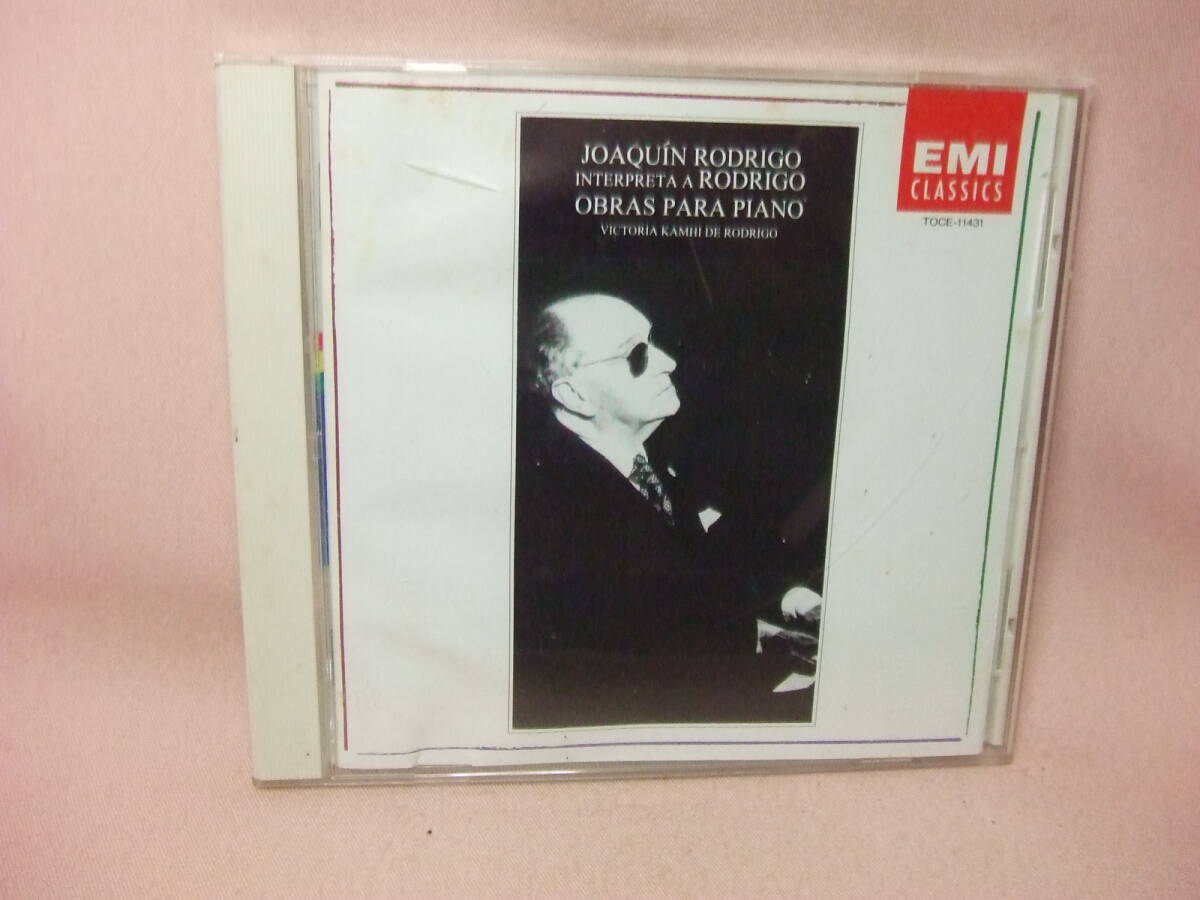 JOAQUÍN RODRIGO
INTERPRETA A RODRIGO
OBRAS PARA PIANO
VICTORIA KAMHI DE RODRIGO
EMI
CLASSICS
TOCE-11431